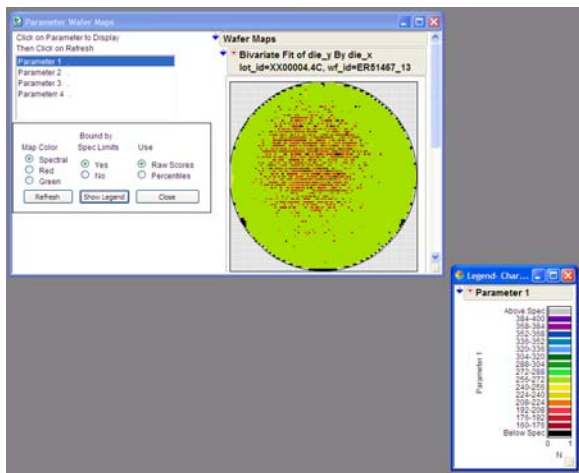 Parameter Wafer Maps
Click on Parameter to Display
Then Click on Refresh
Parameter 1 .
Parameter 2 .
Parameter 3 .
Parameterr 4 .
Map Color
Spectral
Red
Green
Bound by
Spec Limits
Yes
No
Use
Raw Scores
Percentiles
Refresh
Show Legend
Close
Wafer Maps
Bivariate Fit of die_y By die_x
lot_id=XX00004.4C, wf_id=ER51467_13
Legend- Char...
Parameter 1
Parameter 1
Above Spec
384-400
368-384
352-368
336-352
320-336
304-320
288-304
272-288
256-272
240-256
224-240
208-224
192-208
176-192
160-176
Below Spec
0 1
N